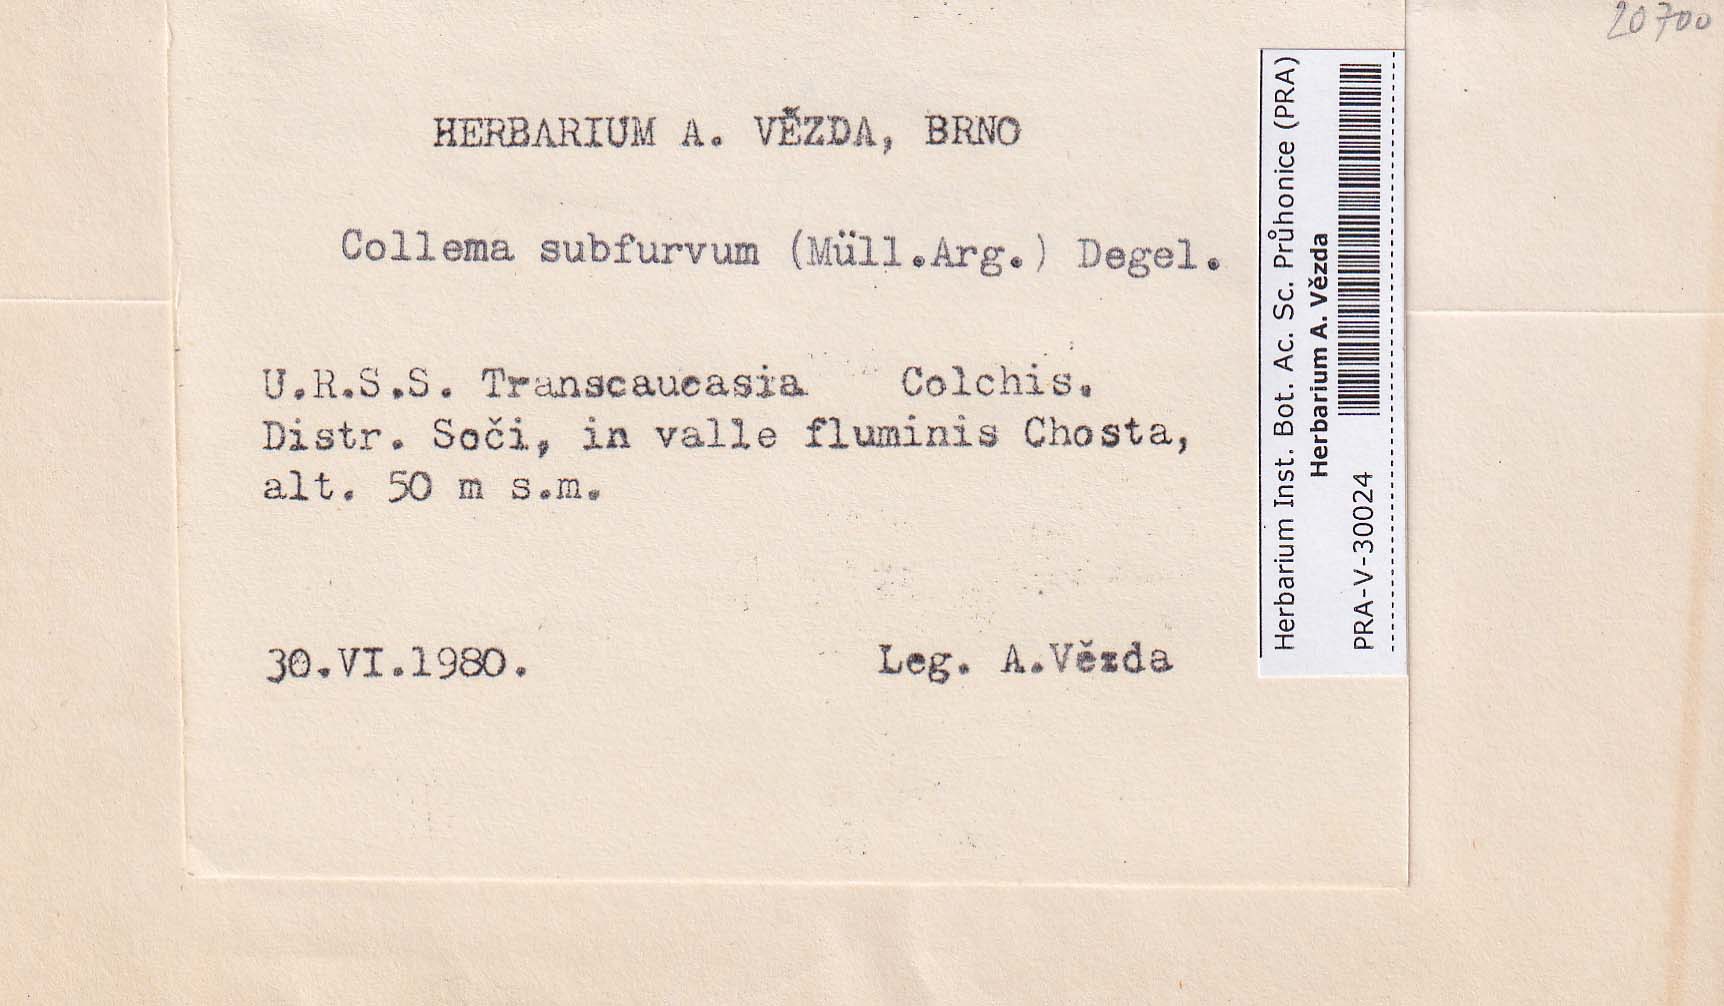 20700
HERBARIUM A. VĚZDA, BRNO
Collema subfurvum (Müll.Arg.) Degel.
U.R.S.S. Transcaucasia Colchis.
Distr. Soči, in valle fluminis Chosta,
alt. 50 m s.m.
30.VI.1980. Leg. A.Vězda
Herbarium Inst. Bot. Ac. Sc. Průhonice (PRA)
Herbarium A. Vězda
PRA-V-30024